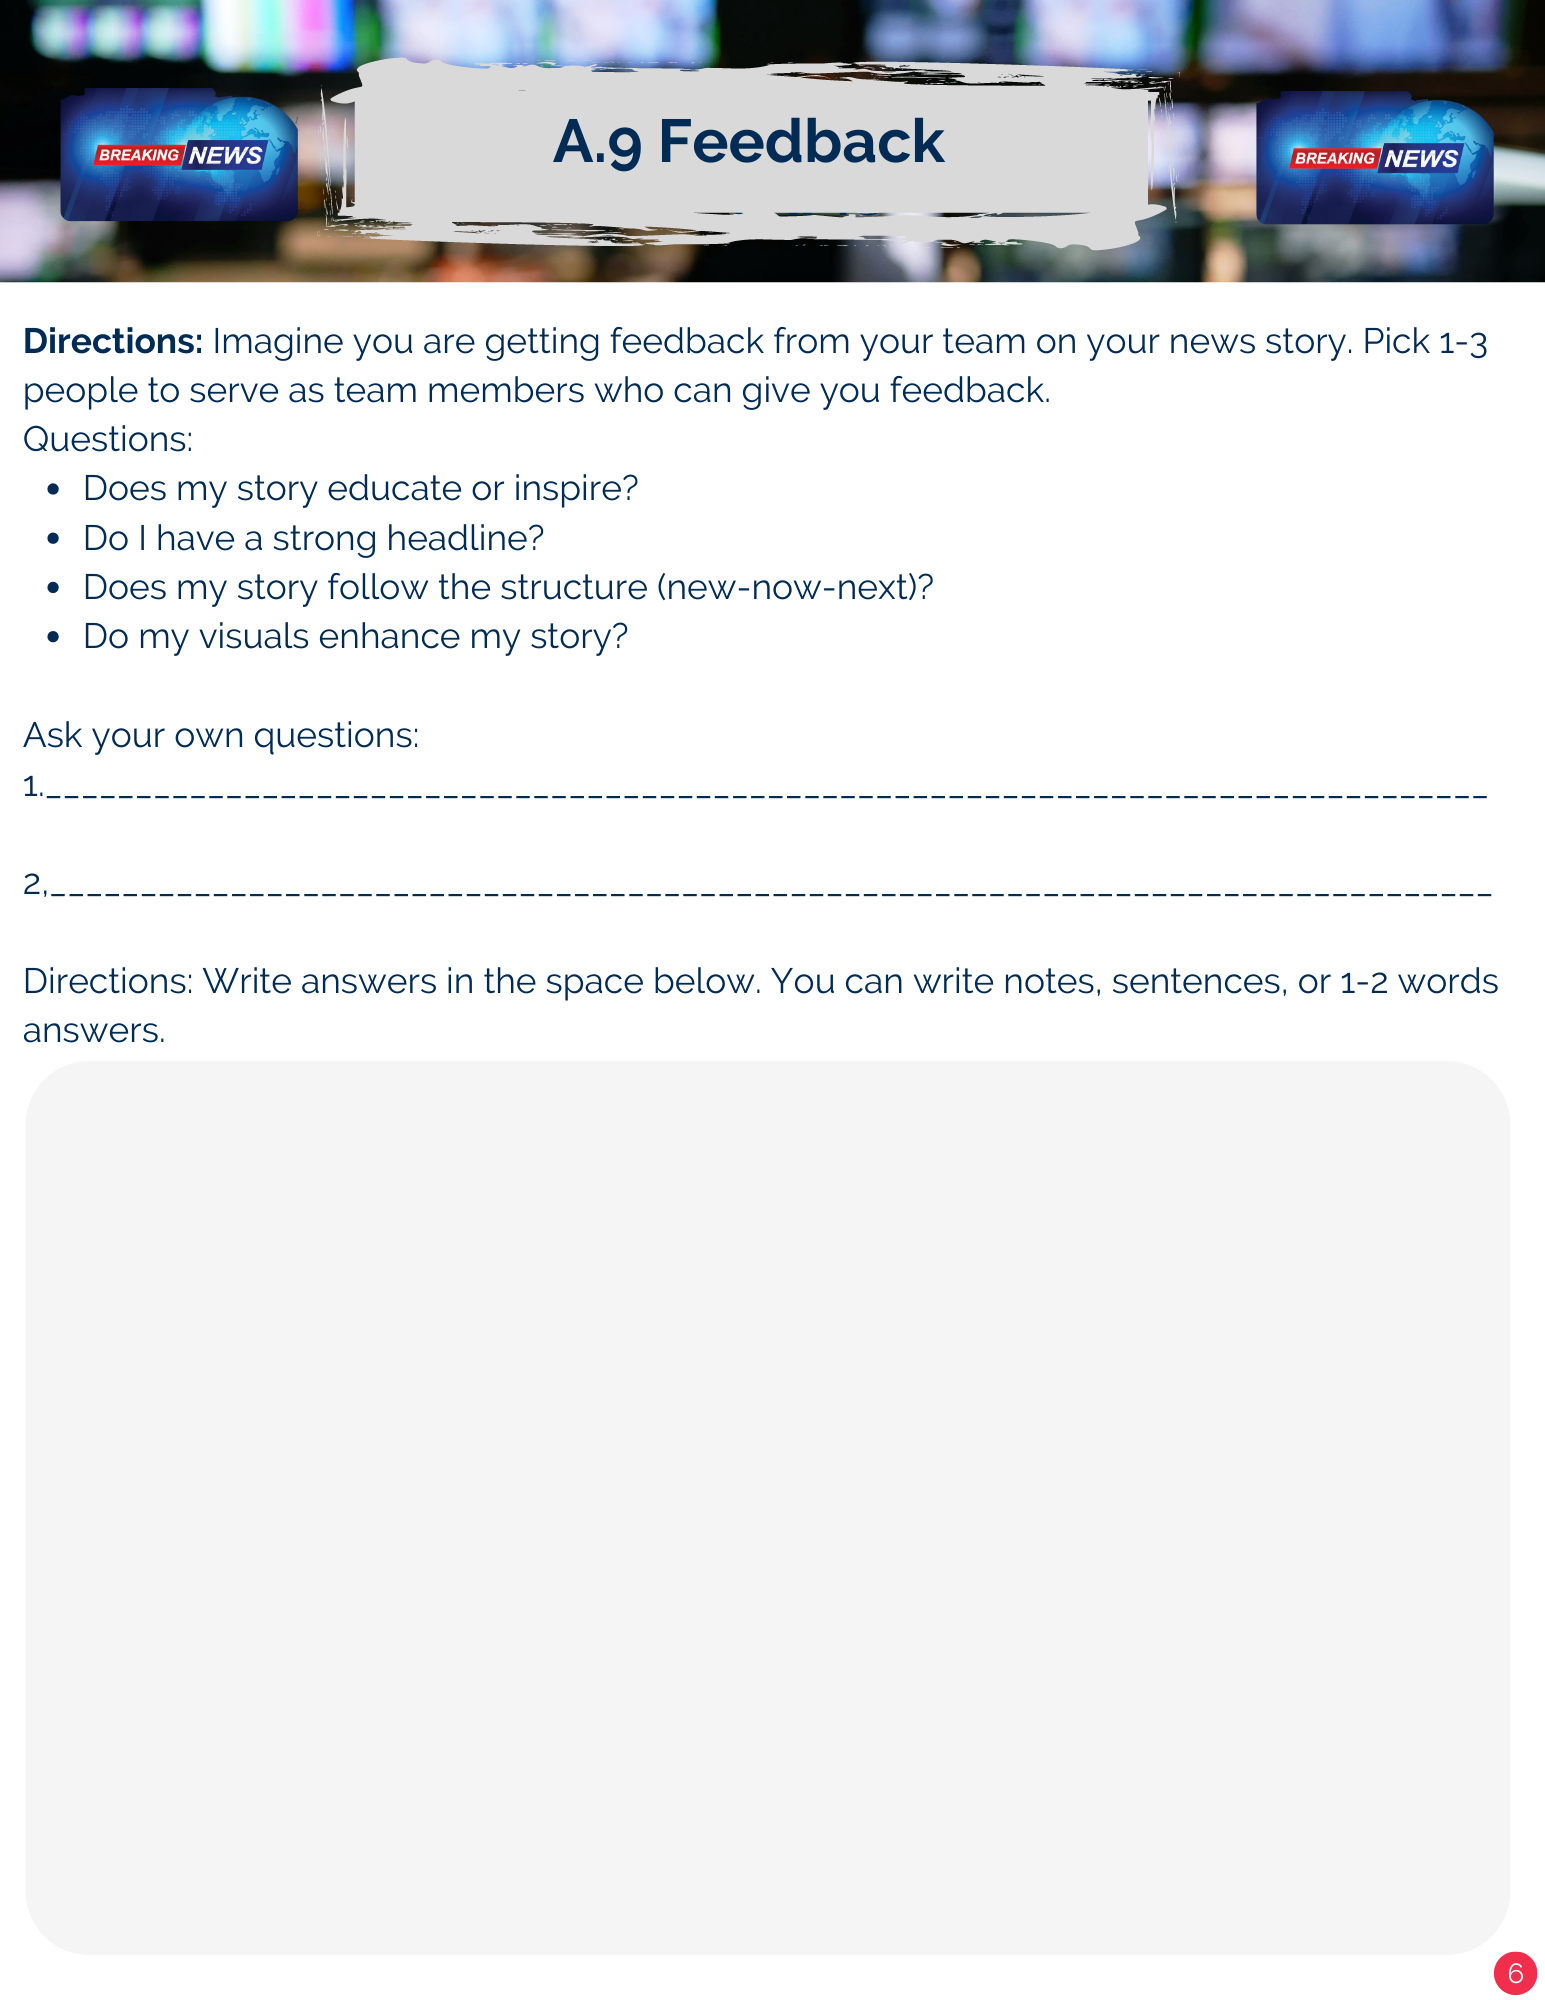 BREAKING NEWS
A.9 Feedback
BREAKING NEWS
Directions: Imagine you are getting feedback from your team on your news story. Pick 1-3
people to serve as team members who can give you feedback.
Questions:
• Does my story educate or inspire?
• Do I have a strong headline?
• Does my story follow the structure (new-now-next)?
• Do my visuals enhance my story?
Ask your own questions:
1.________________________________________________________________________________
2,________________________________________________________________________________
Directions: Write answers in the space below. You can write notes, sentences, or 1-2 words
answers.
6